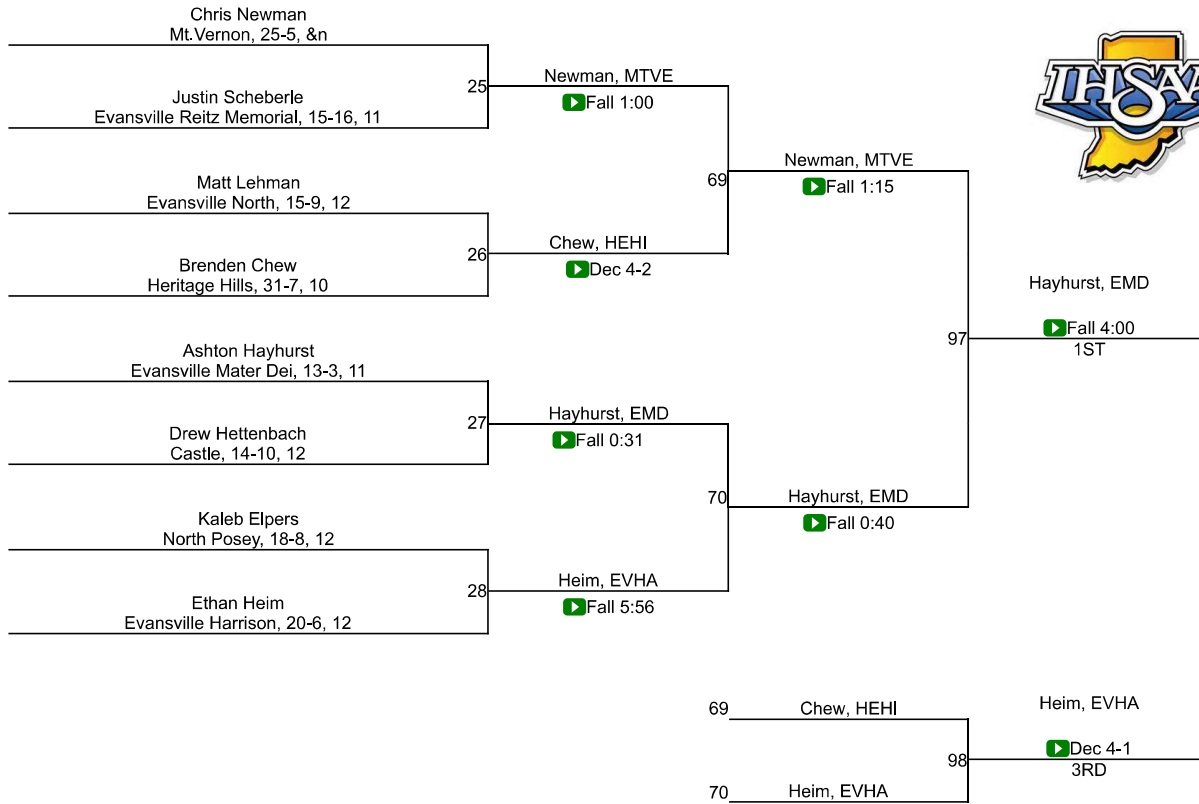 Chris Newman
Mt.Vernon, 25-5, &n
25
Justin Scheberle
Evansville Reitz Memorial, 15-16, 11
Newman, MTVE
Fall 1:00
Matt Lehman
Evansville North, 15-9, 12
26
Brenden Chew
Heritage Hills, 31-7, 10
Chew, HEHI
Dec 4-2
69
Newman, MTVE
Fall 1:15
Ashton Hayhurst
Evansville Mater Dei, 13-3, 11
27
Drew Hettenbach
Castle, 14-10, 12
Hayhurst, EMD
Fall 0:31
Kaleb Elpers
North Posey, 18-8, 12
28
Ethan Heim
Evansville Harrison, 20-6, 12
Heim, EVHA
Fall 5:56
70
Hayhurst, EMD
Fall 0:40
97
Hayhurst, EMD
Fall 4:00
1ST
IHSAA
69
Chew, HEHI
98
70
Heim, EVHA
Heim, EVHA
Dec 4-1
3RD